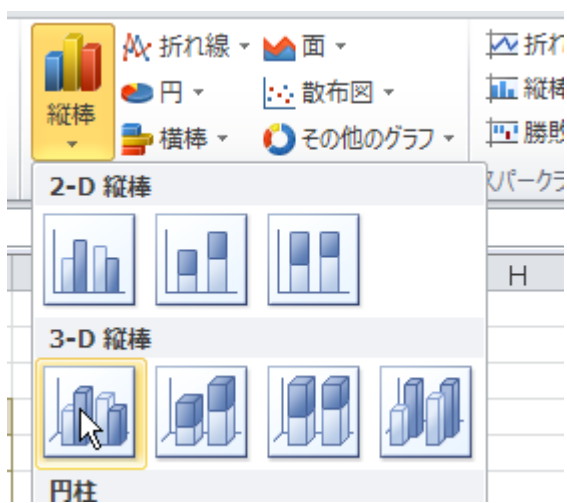 折れ線 面 折れ
円 散布図 縦棒
縦棒
横棒 その他のグラフ 勝敗
2-D 縦棒
スパークラ
H
3-D 縦棒
円柱